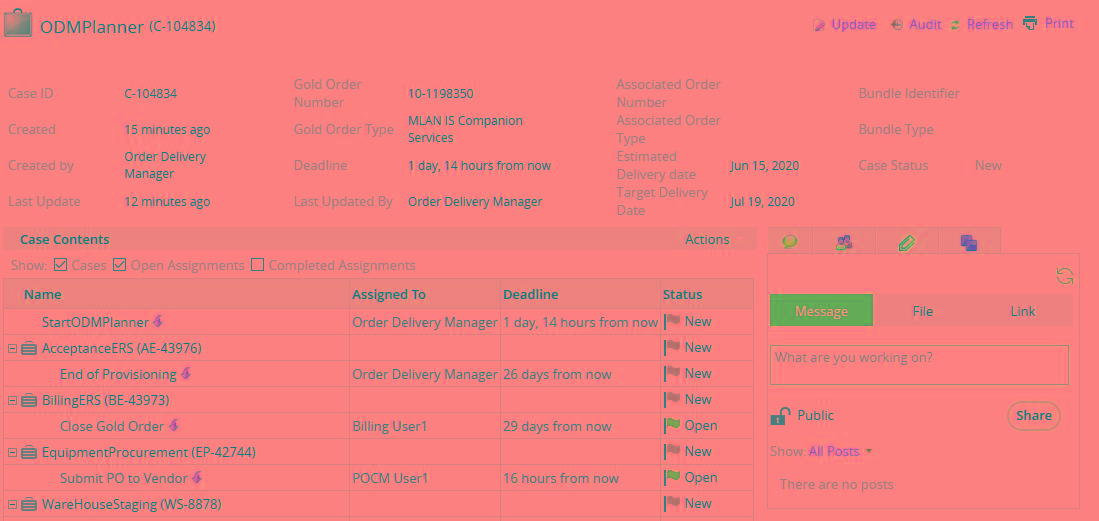 ODMPlanner (C-104834)
Update Audit Refresh Print
Case ID C-104834 Gold Order Number 10-1198350 Associated Order Number Bundle Identifier
Created 15 minutes ago Gold Order Type MLAN IS Companion Services Associated Order Type Bundle Type
Created by Order Delivery Manager Deadline 1 day, 14 hours from now Estimated Delivery date Jun 15, 2020 Case Status New
Last Update 12 minutes ago Last Updated By Order Delivery Manager Target Delivery Date Jul 19, 2020
Case Contents Actions
Show: Cases Open Assignments Completed Assignments
Name Assigned To Deadline Status
StartODMPlanner Order Delivery Manager 1 day, 14 hours from now New
AcceptanceERS (AE-43976) New
End of Provisioning Order Delivery Manager 26 days from now New
BillingERS (BE-43973) New
Close Gold Order Billing User1 29 days from now Open
EquipmentProcurement (EP-42744) New
Submit PO to Vendor POCM User1 16 hours from now Open
WareHouseStaging (WS-8878) New
Message File Link
What are you working on?
Public Share
Show: All Posts
There are no posts